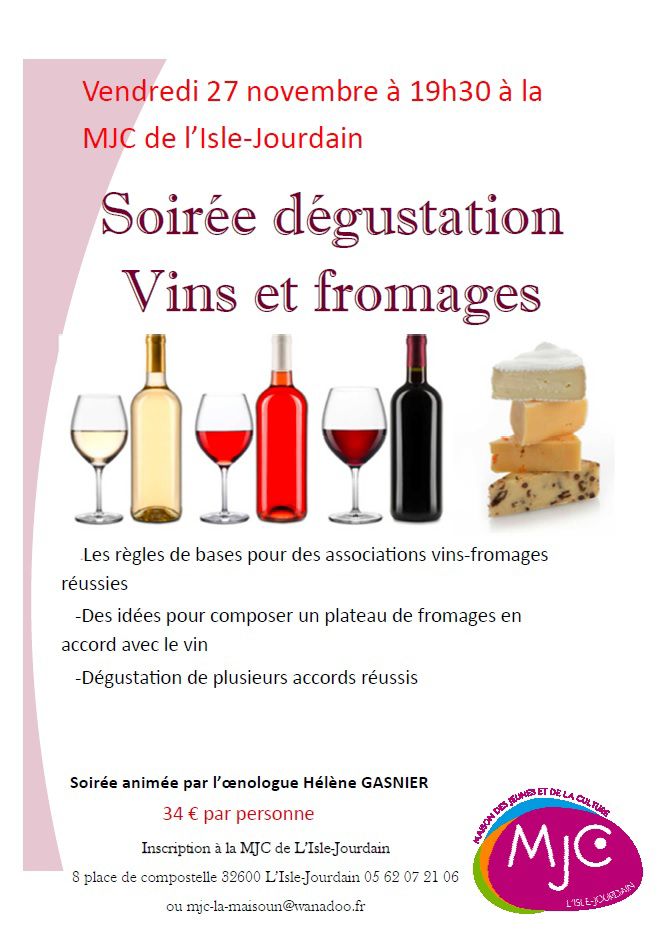 Vendredi 27 novembre à 19h30 à la
MJC de l’Isle-Jourdain
Soirée dégustation
Vins et fromages
-Les règles de bases pour des associations vins-fromages
réussies
-Des idées pour composer un plateau de fromages en
accord avec le vin
-Dégustation de plusieurs accords réussis
Soirée animée par l’œnologue Hélène GASNIER
34 € par personne
Inscription à la MJC de L’Isle-Jourdain
8 place de compostelle 32600 L’Isle-Jourdain 05 62 07 21 06
ou mjc-la-maisoun@wanadoo.fr
MAISON DES JEUNES ET DE LA CULTURE
MJC
L'ISLE-JOURDAIN